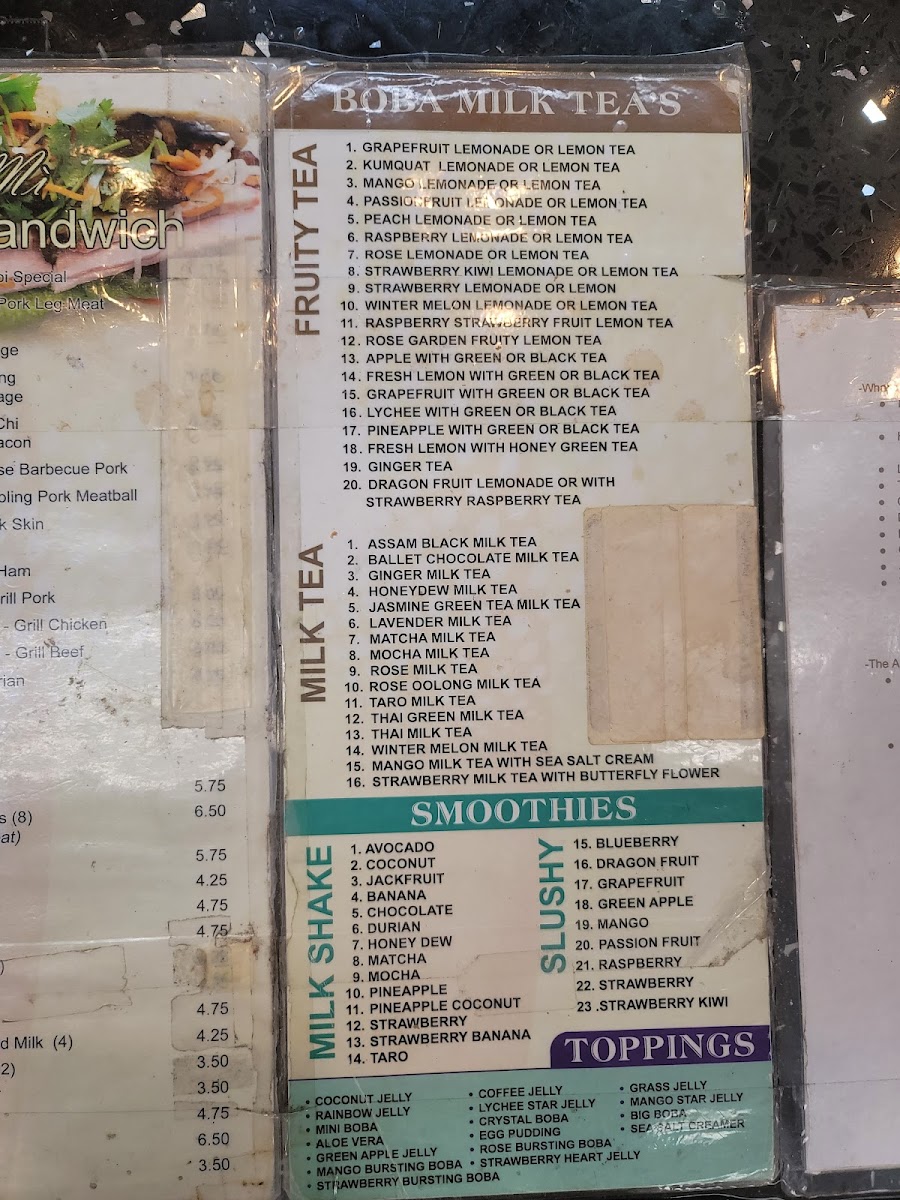 Mì
andwich
oi Special
Pork Leg Meat
ge
ng
age
Chi
acon
se Barbecue Pork
bling Pork Meatball
k Skin
Ham
rill Pork
- Grill Chicken
- Grill Beef
rian
5.75
s (8) 6.50
at)
5.75
4.25
4.75
4.75
)
4.75
d Milk (4) 4.25
2) 3.50
3.50
4.75
6.50
3.50
BOBA MILK TEA'S
FRUITY TEA
1. GRAPEFRUIT LEMONADE OR LEMON TEA
2. KUMQUAT LEMONADE OR LEMON TEA
3. MANGO LEMONADE OR LEMON TEA
4. PASSIONFRUIT LEMONADE OR LEMON TEA
5. PEACH LEMONADE OR LEMON TEA
6. RASPBERRY LEMONADE OR LEMON TEA
7. ROSE LEMONADE OR LEMON TEA
8. STRAWBERRY KIWI LEMONADE OR LEMON TEA
9. STRAWBERRY LEMONADE OR LEMON
10. WINTER MELON LEMONADE OR LEMON TEA
11. RASPBERRY STRAWBERRY FRUIT LEMON TEA
12. ROSE GARDEN FRUITY LEMON TEA
13. APPLE WITH GREEN OR BLACK TEA
14. FRESH LEMON WITH GREEN OR BLACK TEA
15. GRAPEFRUIT WITH GREEN OR BLACK TEA
16. LYCHEE WITH GREEN OR BLACK TEA
17. PINEAPPLE WITH GREEN OR BLACK TEA
18. FRESH LEMON WITH HONEY GREEN TEA
19. GINGER TEA
20. DRAGON FRUIT LEMONADE OR WITH
STRAWBERRY RASPBERRY TEA
MILK TEA
1. ASSAM BLACK MILK TEA
2. BALLET CHOCOLATE MILK TEA
3. GINGER MILK TEA
4. HONEYDEW MILK TEA
5. JASMINE GREEN TEA MILK TEA
6. LAVENDER MILK TEA
7. MATCHA MILK TEA
8. MOCHA MILK TEA
9. ROSE MILK TEA
10. ROSE OOLONG MILK TEA
11. TARO MILK TEA
12. THAI GREEN MILK TEA
13. THAI MILK TEA
14. WINTER MELON MILK TEA
15. MANGO MILK TEA WITH SEA SALT CREAM
16. STRAWBERRY MILK TEA WITH BUTTERFLY FLOWER
SMOOTHIES
MILK SHAKE
1. AVOCADO
2. COCONUT
3. JACKFRUIT
4. BANANA
5. CHOCOLATE
6. DURIAN
7. HONEY DEW
8. MATCHA
9. MOCHA
10. PINEAPPLE
11. PINEAPPLE COCONUT
12. STRAWBERRY
13. STRAWBERRY BANANA
14. TARO
SLUSHY
15. BLUEBERRY
16. DRAGON FRUIT
17. GRAPEFRUIT
18. GREEN APPLE
19. MANGO
20. PASSION FRUIT
21. RASPBERRY
22. STRAWBERRY
23 .STRAWBERRY KIWI
TOPPINGS
• COCONUT JELLY
• RAINBOW JELLY
• MINI BOBA
• ALOE VERA
• GREEN APPLE JELLY
• MANGO BURSTING BOBA
• STRAWBERRY BURSTING BOBA
• COFFEE JELLY
• LYCHEE STAR JELLY
• CRYSTAL BOBA
• EGG PUDDING
• ROSE BURSTING BOBA
• STRAWBERRY HEART JELLY
• GRASS JELLY
• MANGO STAR JELLY
• BIG BOBA
• SEA SALT CREAMER
-The A